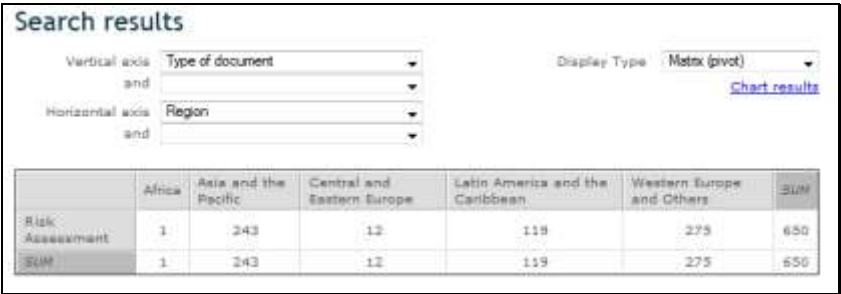 Search results
Vertical axis Type of document Display Type Matrix (pivot)
and Chart results
Horizontal axis Region
and
Africa Asia and the Pacific Central and Eastern Europe Latin America and the Caribbean Western Europe and Others SUM
Risk Assessment 1 243 12 119 275 650
SUM 1 243 12 119 275 650